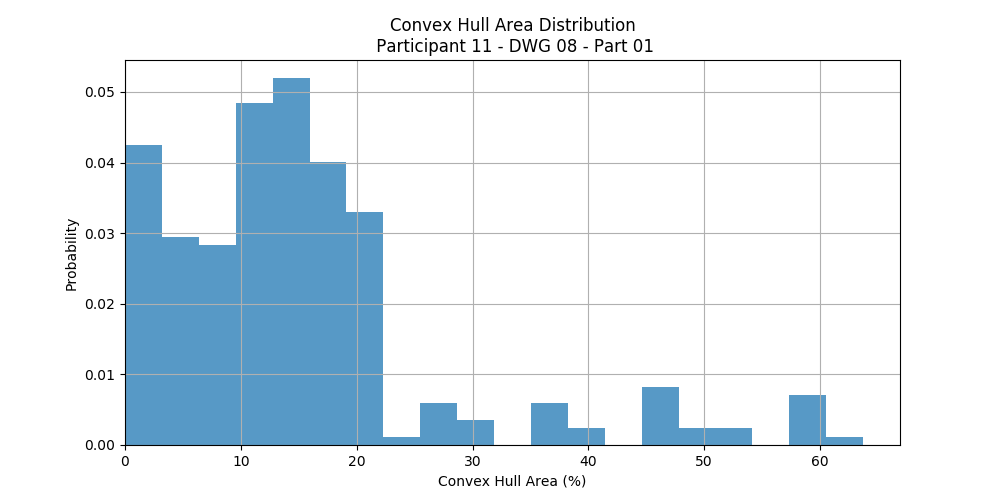 Convex Hull Area Distribution
Participant 11 - DWG 08 - Part 01
0.05
0.04
0.03
0.02
0.01
0.00
Probability
0 10 20 30 40 50 60
Convex Hull Area (%)